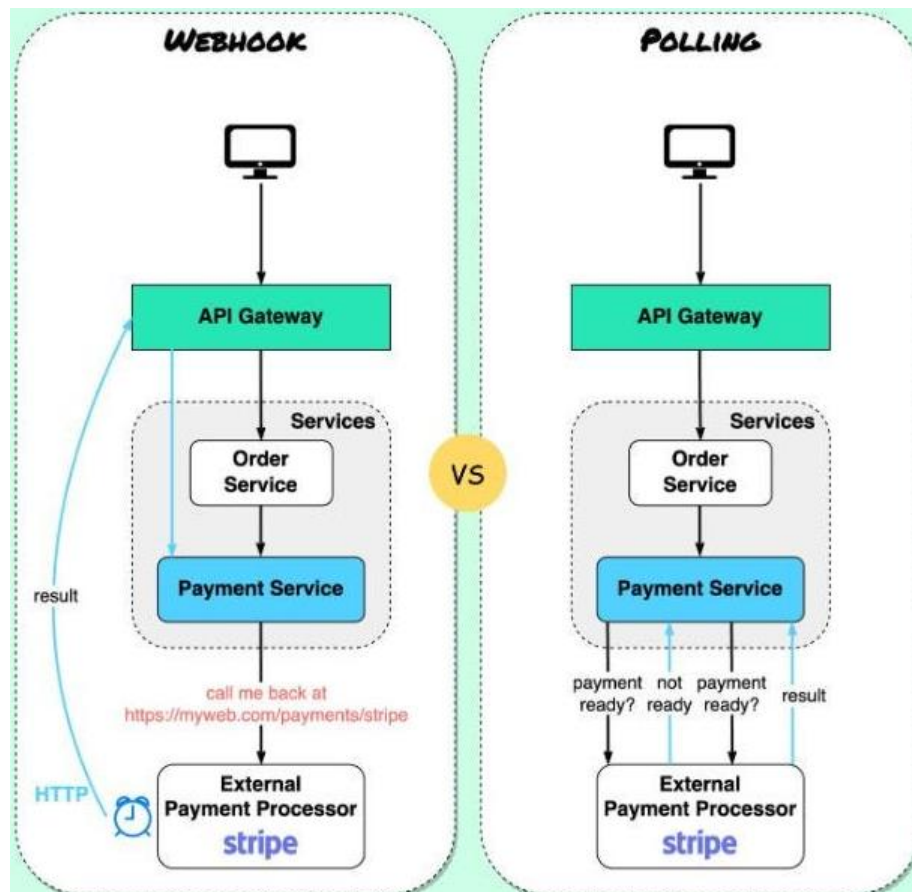 WEBHOOK
API Gateway
Services
Order
Service
Payment Service
result
call me back at
https://myweb.com/payments/stripe
HTTP
External
Payment Processor
stripe
VS
POLLING
API Gateway
Services
Order
Service
Payment Service
payment
ready?
not
ready
payment
ready?
result
External
Payment Processor
stripe